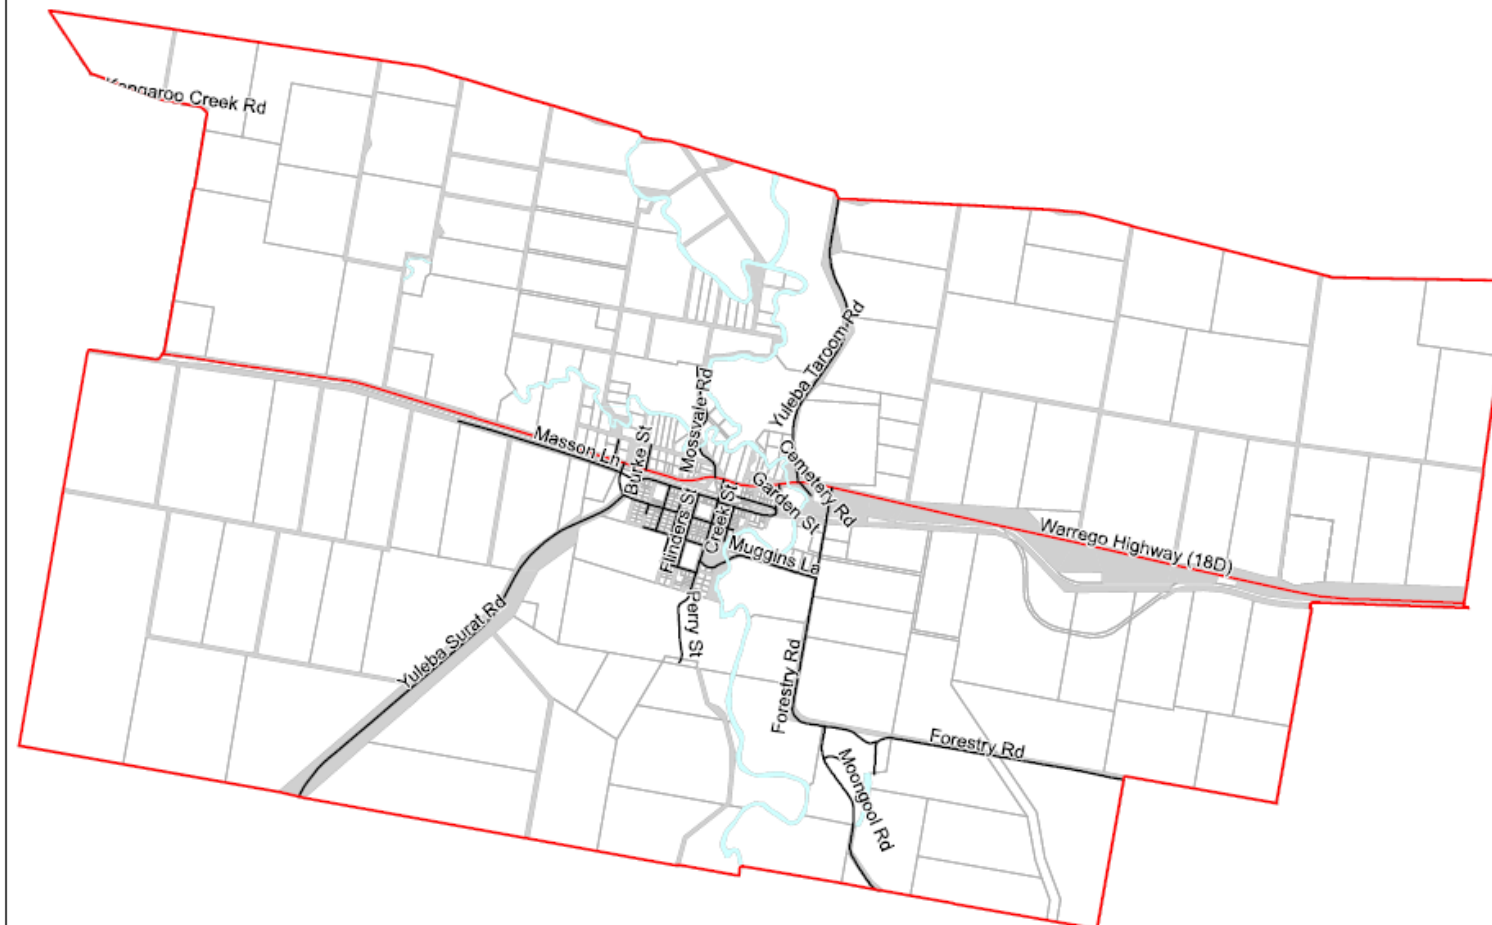 Kangaroo Creek Rd
Yuleba Taroom Rd
Mossvale Rd
Masson Ln
Burke St
Cemetery Rd
Garden St
Flinders St
Creek St
Muggins La
Warrego Highway (18D)
Perry St
Yuleba Surat Rd
Forestry Rd
Forestry Rd
Moongool Rd